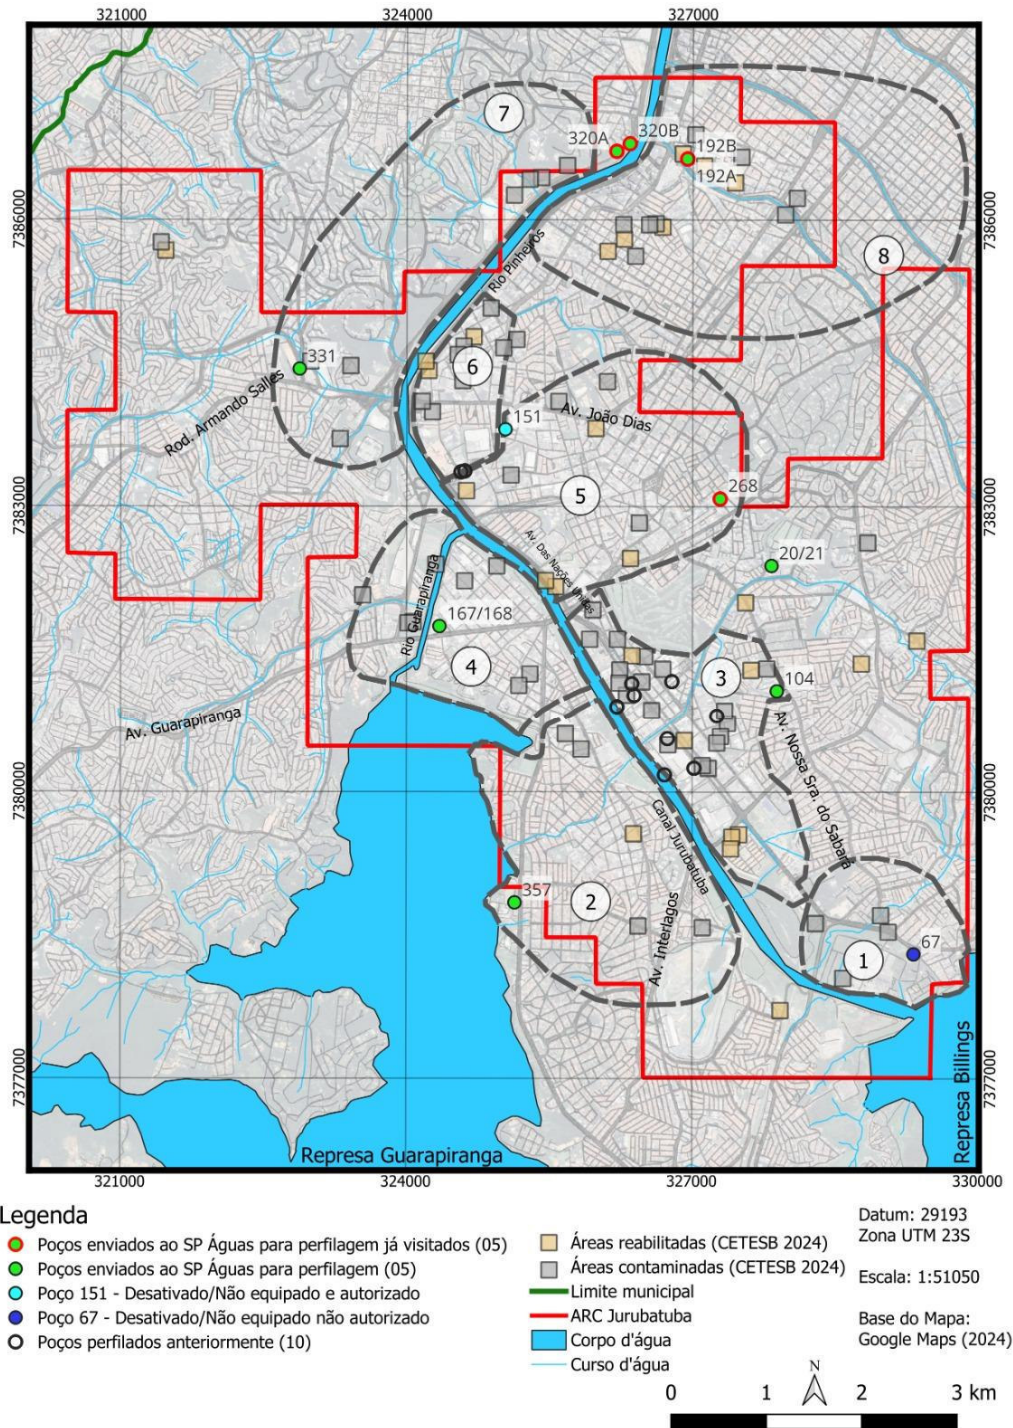 321000 324000 327000
7386000 7386000
7383000 7383000
7380000 7380000
7377000 7377000
7
320A
320B
192B
192A
8
Rio Pinheiros
331
6
Rod. Armando Salles
151
Av. João Dias
5
268
Av. Das Nações Unidas
20/21
Rio Guarapiranga
167/168
4
3
104
Av. Guarapiranga
Av. Nossa Sra. do Sabará
Canal Jurubatuba
357
2
Av. Interlagos
67
1
Represa Billings
Represa Guarapiranga
321000 324000 327000 330000
Legenda
Poços enviados ao SP Águas para perfilagem já visitados (05)
Poços enviados ao SP Águas para perfilagem (05)
Poço 151 - Desativado/Não equipado e autorizado
Poço 67 - Desativado/Não equipado não autorizado
Poços perfilados anteriormente (10)
Áreas reabilitadas (CETESB 2024)
Áreas contaminadas (CETESB 2024)
Limite municipal
ARC Jurubatuba
Corpo d'água
Curso d'água
Datum: 29193
Zona UTM 23S
Escala: 1:51050
Base do Mapa:
Google Maps (2024)
N
0 1 2 3 km